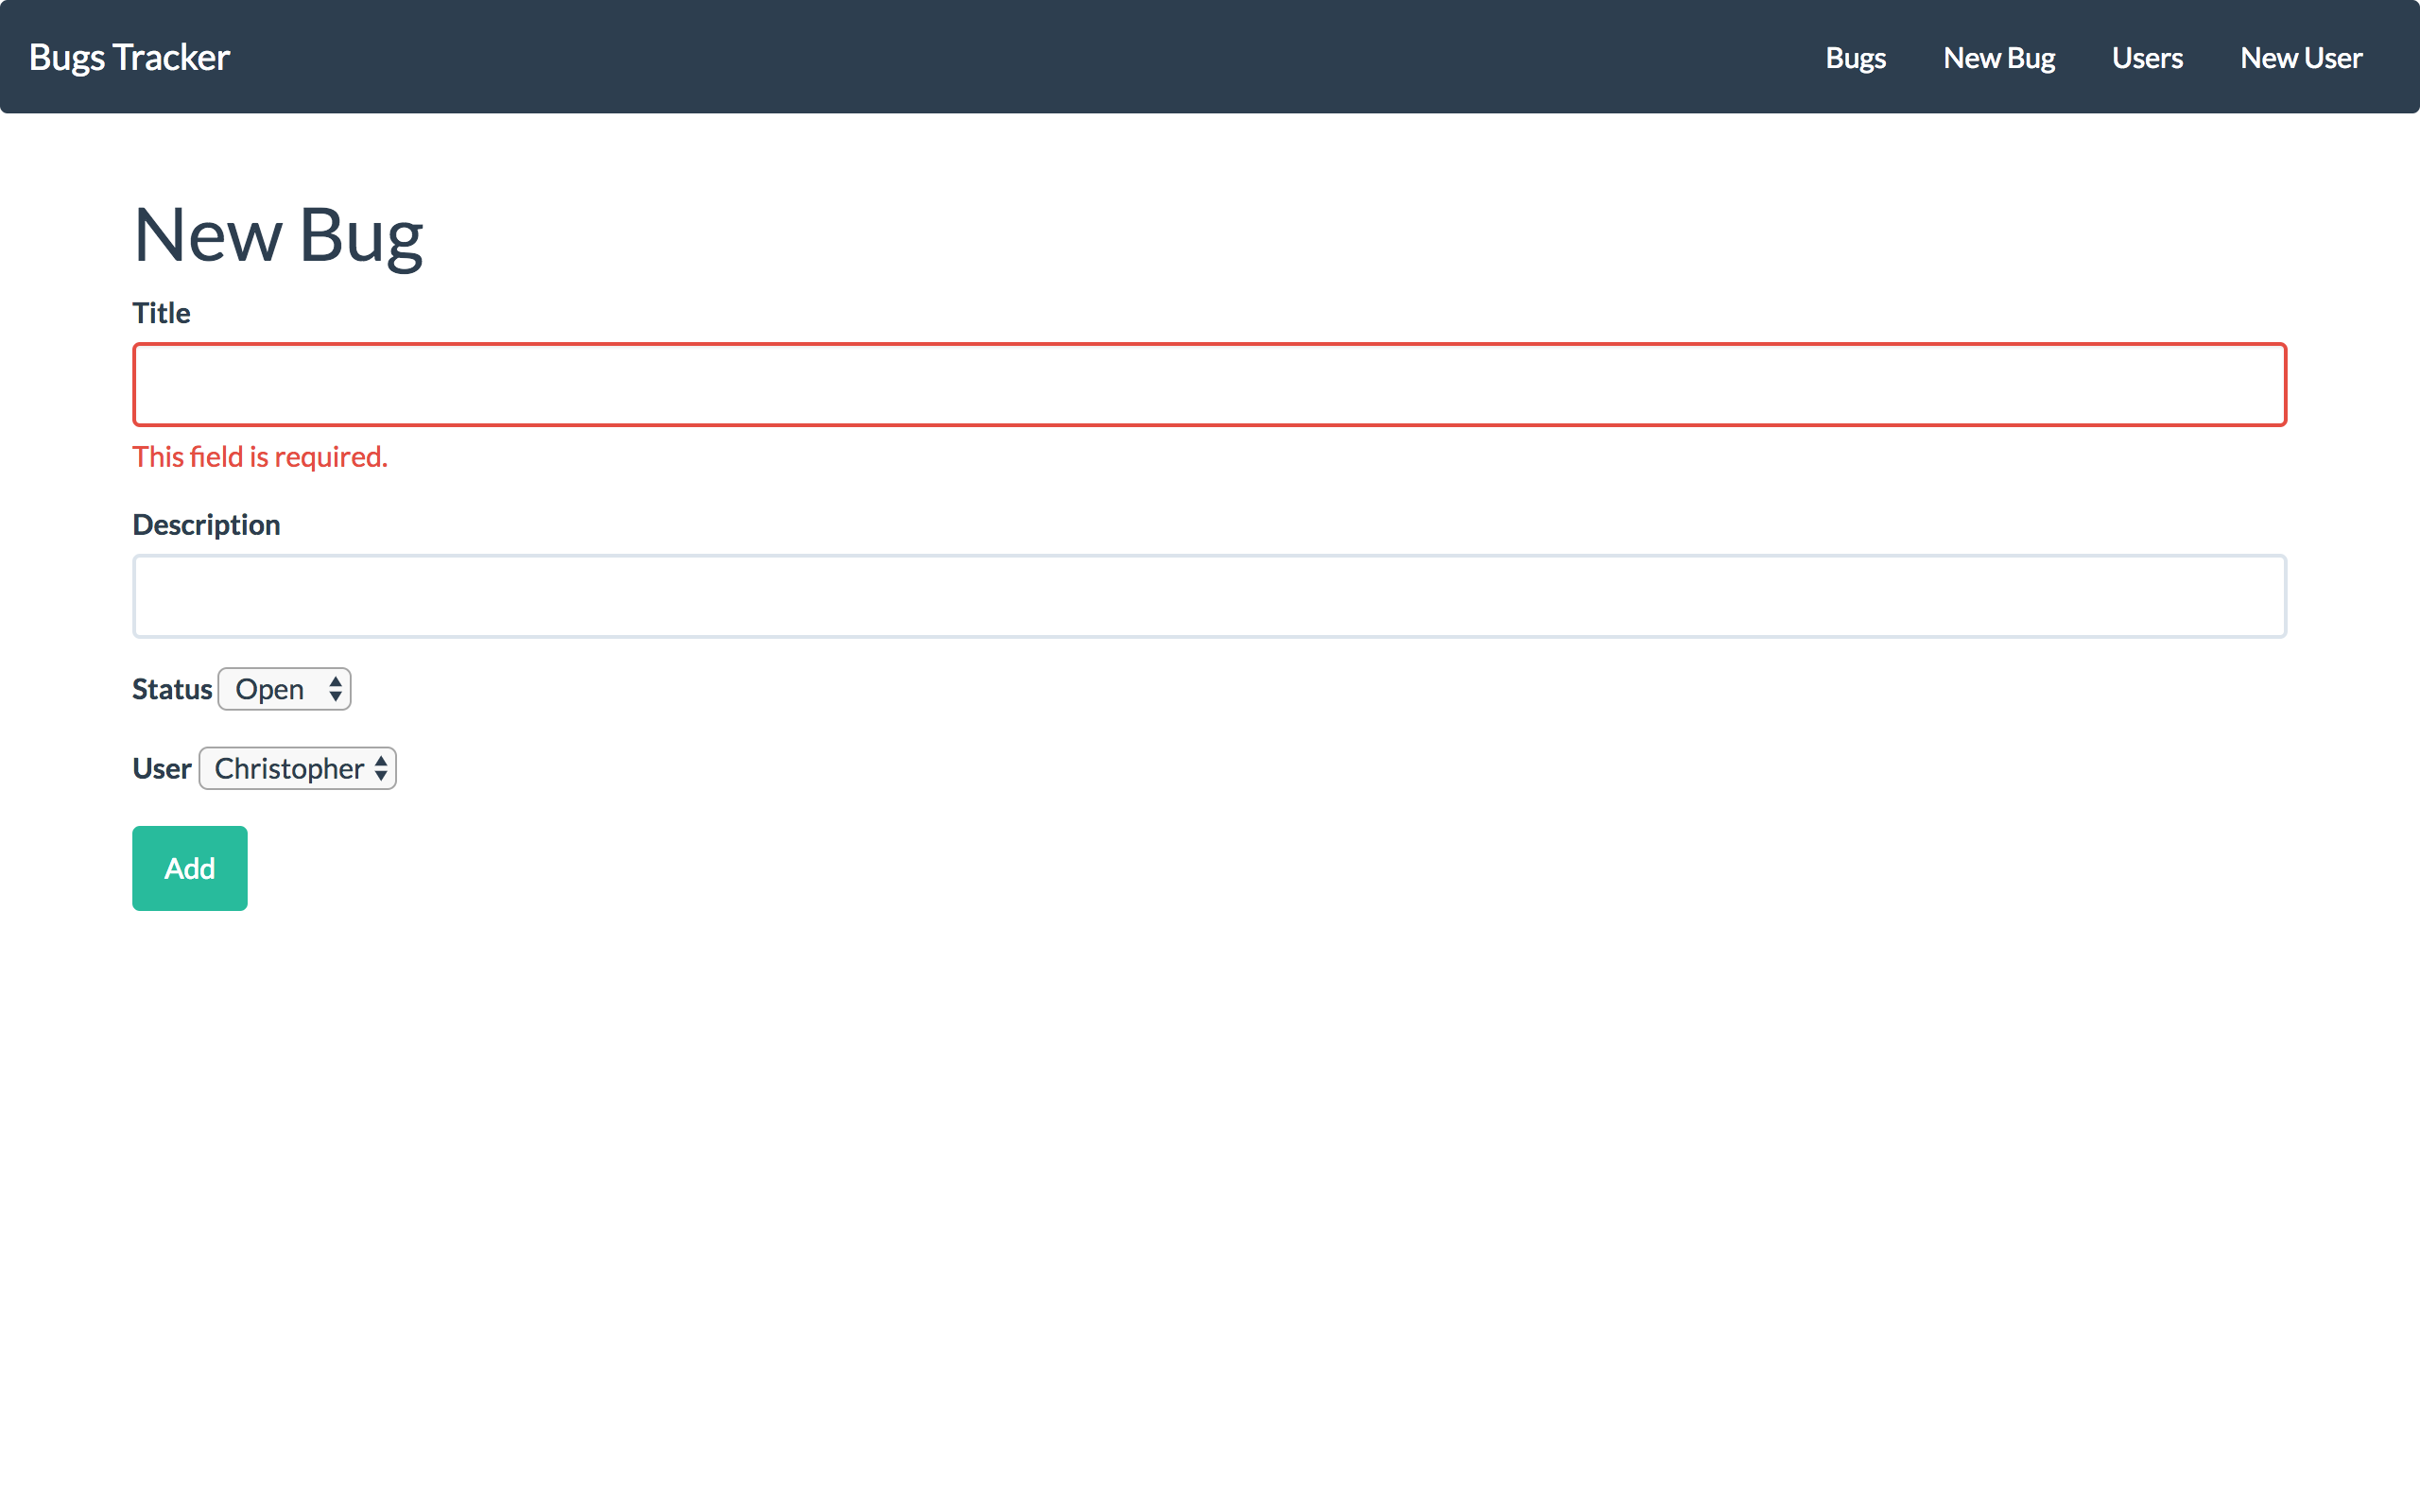 Bugs Tracker Bugs New Bug Users New User
New Bug
Title
This field is required.
Description
Status Open
User Christopher
Add